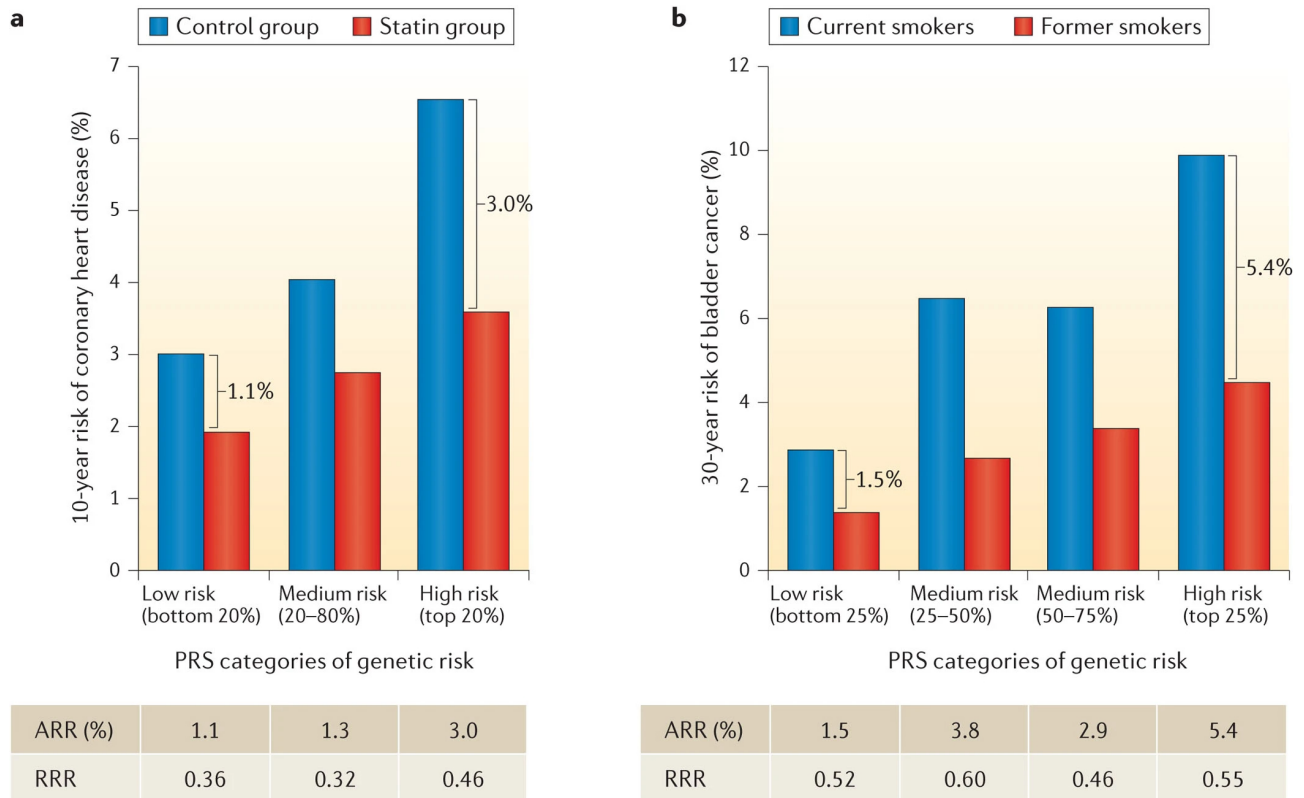 a
Control group Statin group
10-year risk of coronary heart disease (%)
7
6
5
4
3
2
1
0
1.1%
3.0%
Low risk
(bottom 20%)
Medium risk
(20–80%)
High risk
(top 20%)
PRS categories of genetic risk
ARR (%) 1.1 1.3 3.0
RRR 0.36 0.32 0.46
b
Current smokers Former smokers
30-year risk of bladder cancer (%)
12
10
8
6
4
2
0
1.5%
5.4%
Low risk
(bottom 25%)
Medium risk
(25–50%)
Medium risk
(50–75%)
High risk
(top 25%)
PRS categories of genetic risk
ARR (%) 1.5 3.8 2.9 5.4
RRR 0.52 0.60 0.46 0.55